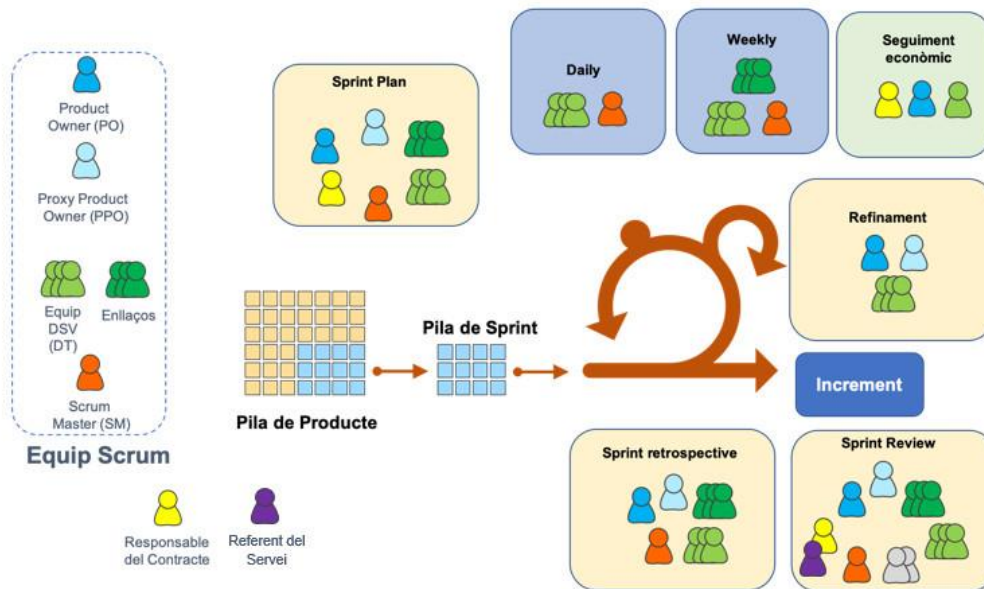 Product
Owner (PO)
Proxy Product
Owner (PPO)
Equip
DSV
(DT)
Enllaços
Scrum
Master (SM)
Equip Scrum
Responsable
del Contracte
Referent del
Servei
Sprint Plan
Daily
Weekly
Seguiment
econòmic
Refinament
Pila de Producte
Pila de Sprint
Increment
Sprint retrospective
Sprint Review